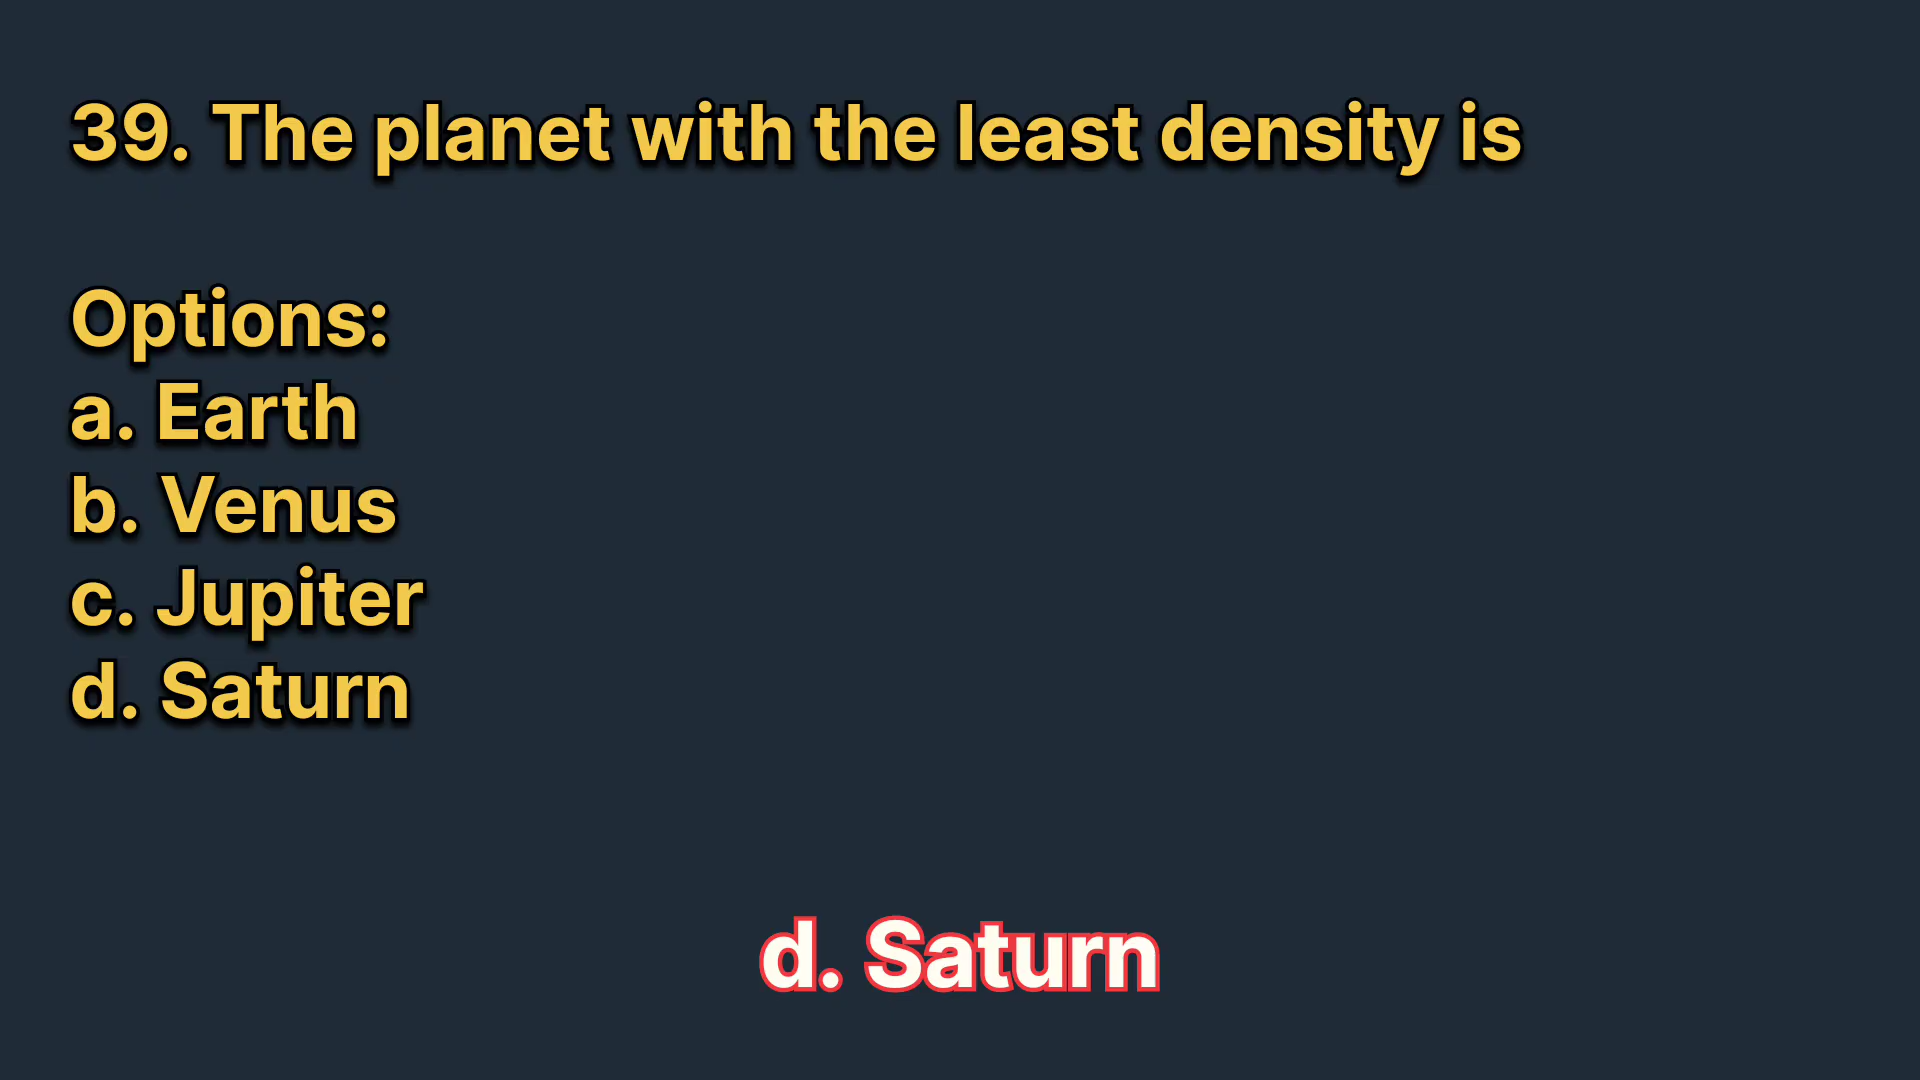 39. The planet with the least density is
Options:
a. Earth
b. Venus
c. Jupiter
d. Saturn
d. Saturn